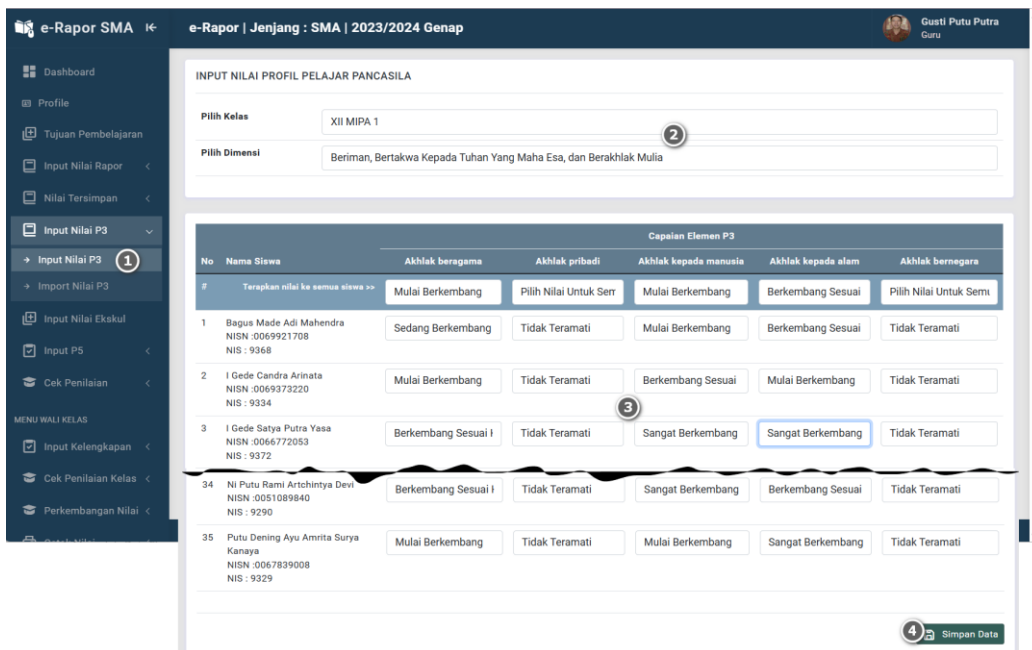 e-Rapor SMA
e-Rapor | Jenjang : SMA | 2023/2024 Genap
Gusti Putu Putra
Guru
Dashboard
Profile
Tujuan Pembelajaran
Input Nilai Rapor
Nilai Tersimpan
Input Nilai P3
Input Nilai P3
1
Import Nilai P3
Input Nilai Ekskul
Input P5
Cek Penilaian
MENU WALI KELAS
Input Kelengkapan
Cek Penilaian Kelas
Perkembangan Nilai
INPUT NILAI PROFIL PELAJAR PANCASILA
Pilih Kelas
XII MIPA 1
2
Pilih Dimensi
Beriman, Bertakwa Kepada Tuhan Yang Maha Esa, dan Berakhlak Mulia
Capaian Elemen P3
No Nama Siswa Akhlak beragama Akhlak pribadi Akhlak kepada manusia Akhlak kepada alam Akhlak bernegara
# Terapkan nilai ke semua siswa >> Mulai Berkembang Pilih Nilai Untuk Sem Mulai Berkembang Berkembang Sesuai Pilih Nilai Untuk Semu
1 Bagus Made Adi Mahendra Sedang Berkembang Tidak Teramati Mulai Berkembang Berkembang Sesuai Tidak Teramati
NISN :0069921708
NIS : 9368
2 I Gede Candra Arinata Mulai Berkembang Tidak Teramati Berkembang Sesuai Mulai Berkembang Tidak Teramati
NISN :0069373220
NIS : 9334
3
3 I Gede Satya Putra Yasa Berkembang Sesuai Tidak Teramati Sangat Berkembang Sangat Berkembang Tidak Teramati
NISN :0066772053
NIS : 9372
34 Ni Putu Rami Artchintya Devi Berkembang Sesuai Tidak Teramati Sangat Berkembang Berkembang Sesuai Tidak Teramati
NISN :0051089840
NIS : 9290
35 Putu Dening Ayu Amrita Surya Mulai Berkembang Tidak Teramati Mulai Berkembang Sangat Berkembang Tidak Teramati
Kanaya
NISN :0067839008
NIS : 9329
4 Simpan Data